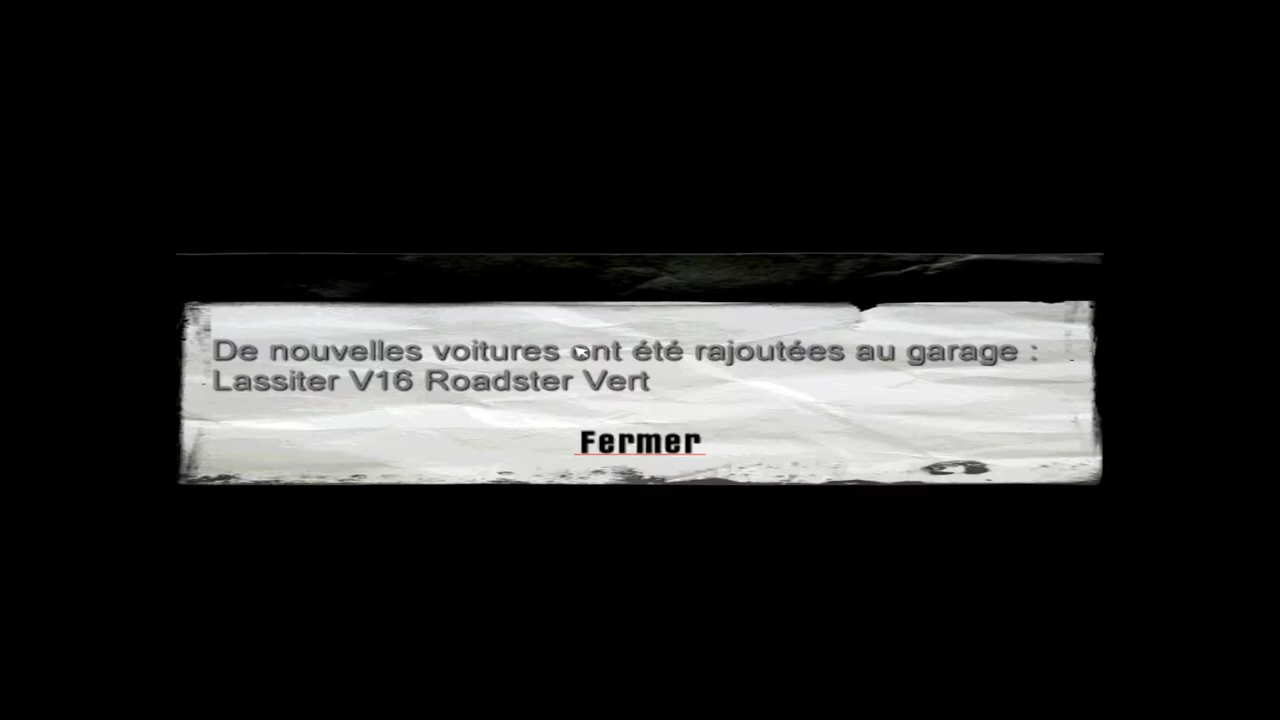 De nouvelles voitures ont été rajoutées au garage :
Lassiter V16 Roadster Vert
Fermer